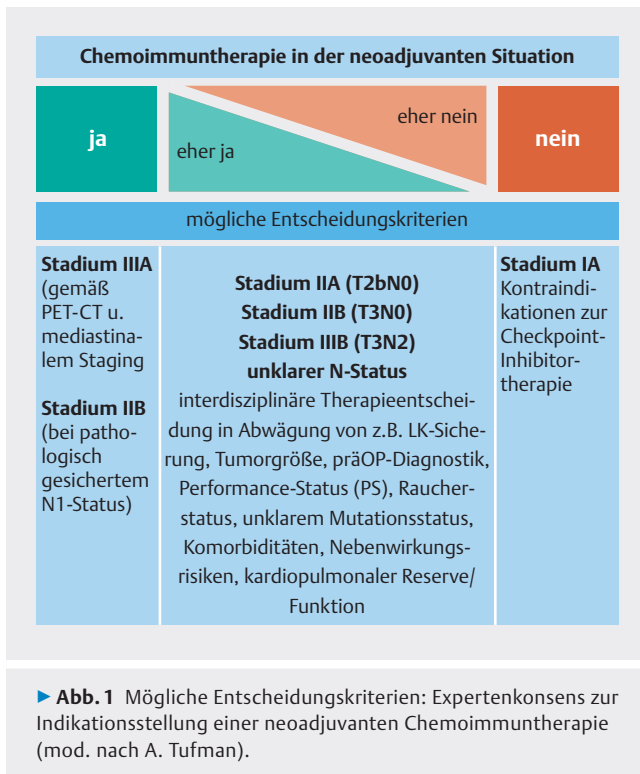 Chemoimmuntherapie in der neoadjuvanten Situation
ja
eher ja
eher nein
nein
mögliche Entscheidungskriterien
Stadium IIIA
(gemäß
PET-CT u.
mediastina-
lem Staging
Stadium IIB
(bei patho-
logisch
gesichertem
N1-Status)
Stadium IIA (T2bN0)
Stadium IIB (T3N0)
Stadium IIIB (T3N2)
unklarer N-Status
interdisziplinäre Therapieentschei-
dung in Abwägung von z.B. LK-Siche-
rung, Tumorgröße, präOP-Diagnostik,
Performance-Status (PS), Raucher-
status, unklarem Mutationsstatus,
Komorbiditäten, Nebenwirkungs-
risiken, kardiopulmonaler Reserve/
Funktion
Stadium IA
Kontraindi-
kationen zur
Checkpoint-
Inhibitor-
therapie
▶ Abb. 1 Mögliche Entscheidungskriterien: Expertenkonsens zur
Indikationsstellung einer neoadjuvanten Chemoimmuntherapie
(mod. nach A. Tufman).